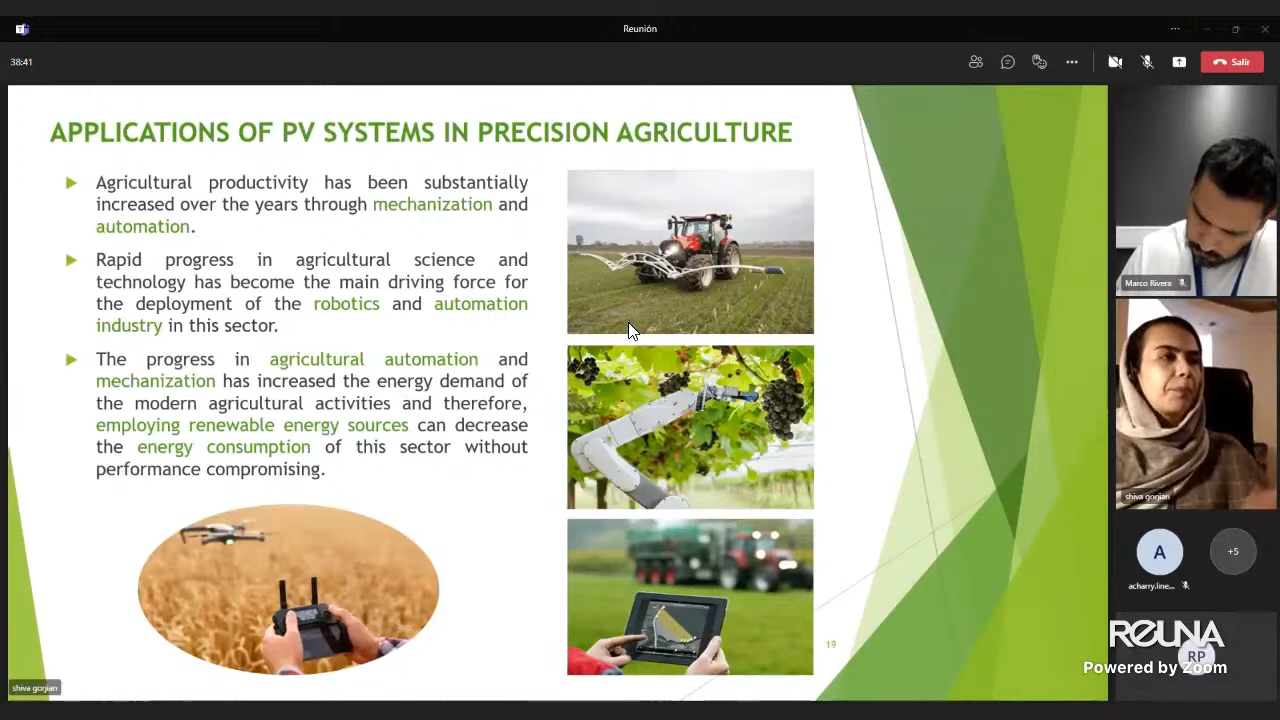 Reunión
38:41
Salir
APPLICATIONS OF PV SYSTEMS IN PRECISION AGRICULTURE
Agricultural productivity has been substantially
increased over the years through mechanization and
automation.
Rapid progress in agricultural science and
technology has become the main driving force for
the deployment of the robotics and automation
industry in this sector.
The progress in agricultural automation and
mechanization has increased the energy demand of
the modern agricultural activities and therefore,
employing renewable energy sources can decrease
the energy consumption of this sector without
performance compromising.
19
shiva gorjian
Marco Rivera
shiva gorjian
A
+5
acharry.line...
REUNA
RP
Powered by Zoom